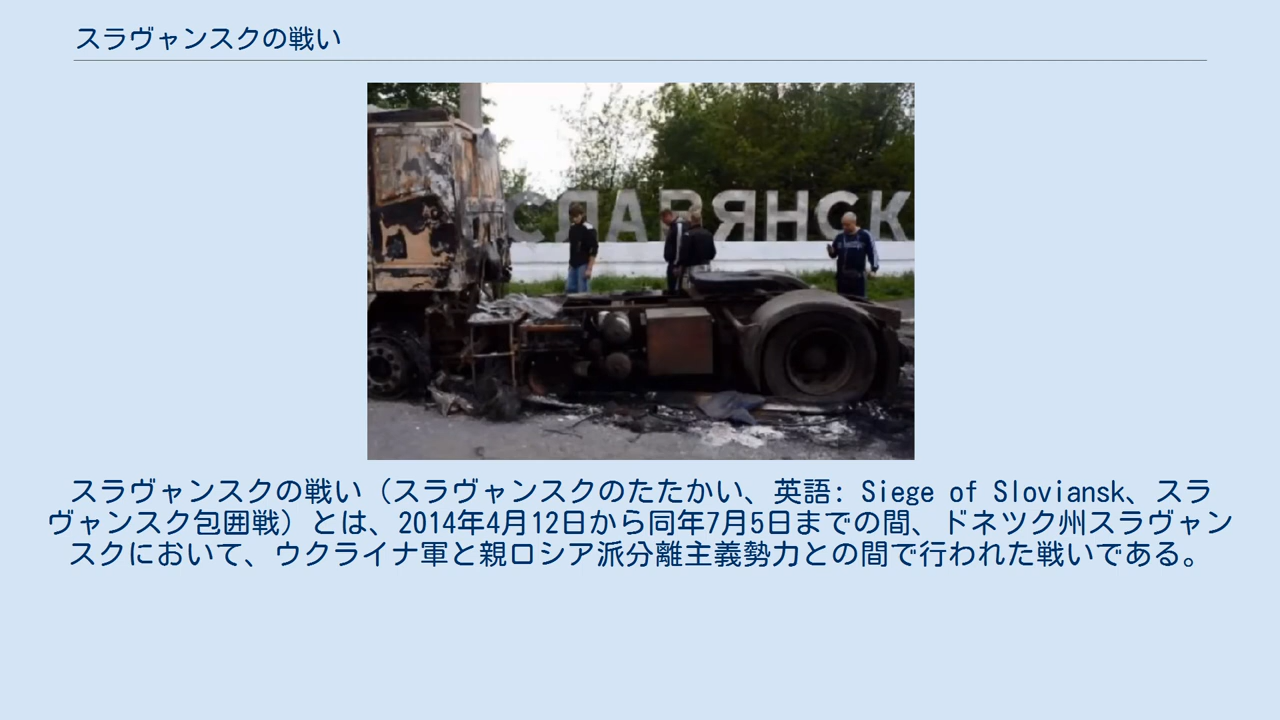 スラヴャンスクの戦い
СЛАВЯНСК
スラヴャンスクの戦い（スラヴャンスクのたたかい、英語: Siege of Sloviansk、スラ
ヴャンスク包囲戦）とは、2014年4月12日から同年7月5日までの間、ドネツク州スラヴャン
スクにおいて、ウクライナ軍と親ロシア派分離主義勢力との間で行われた戦いである。